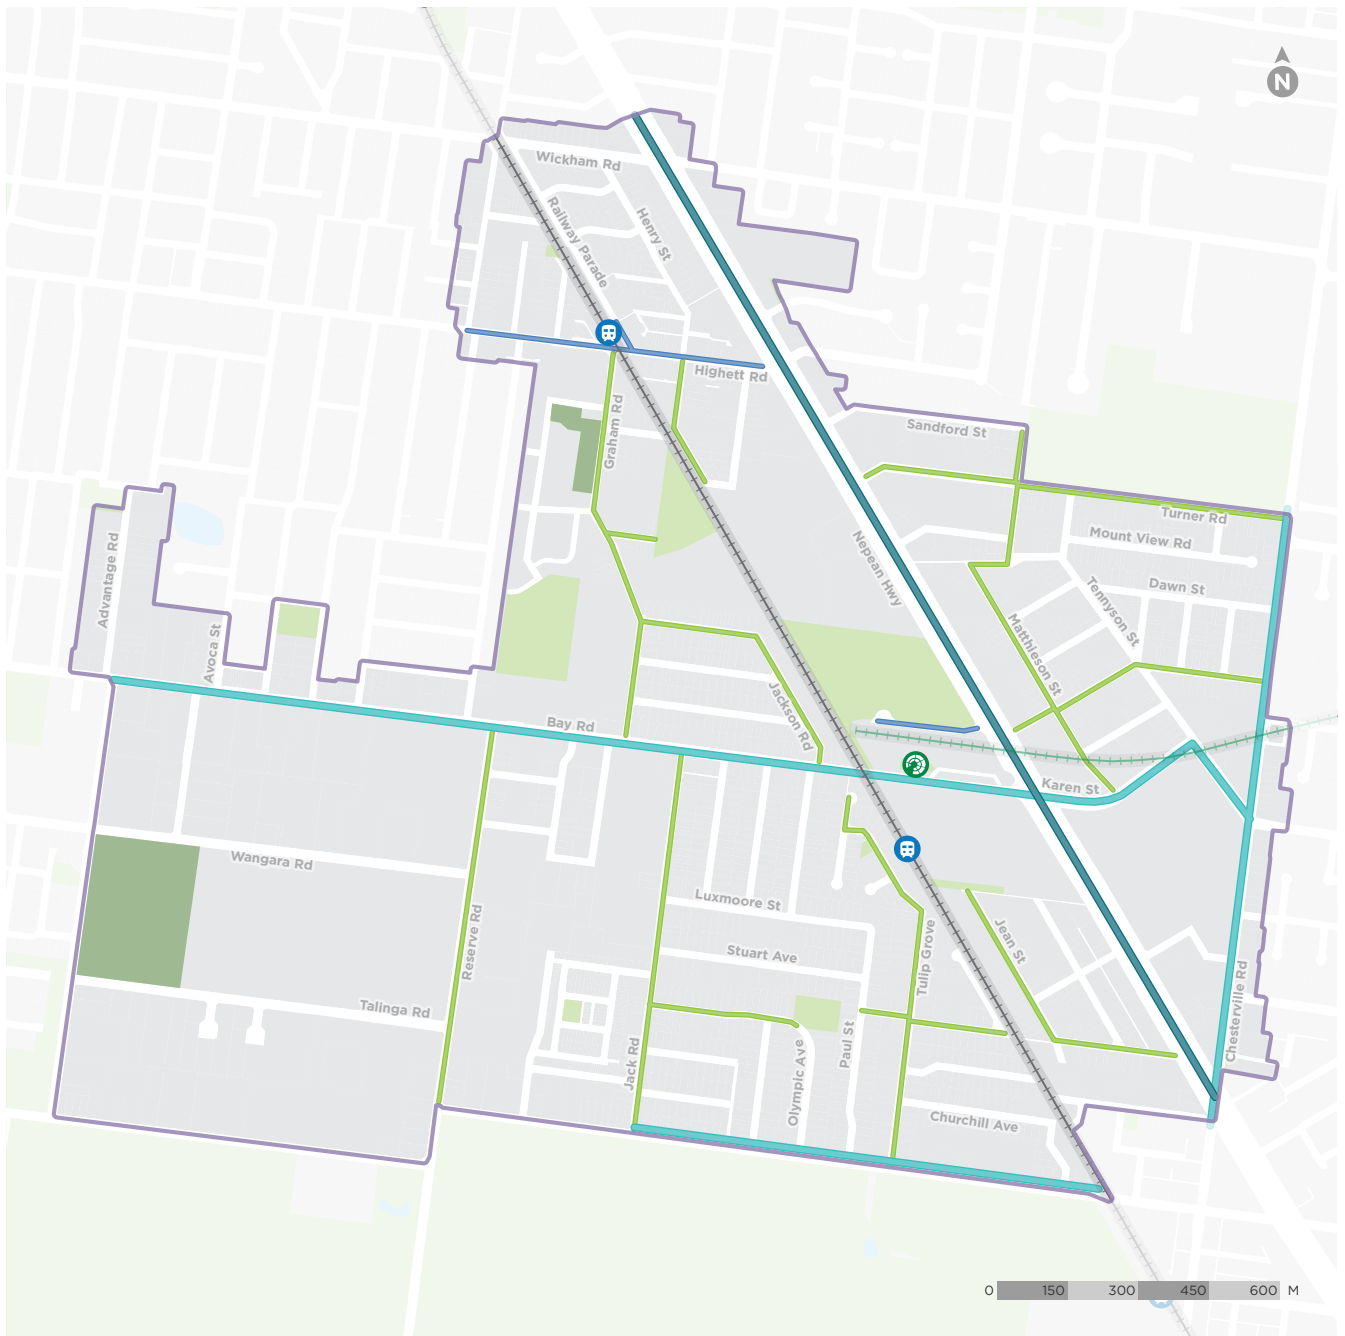 N
Wickham Rd
Railway Parade
Henry St
Highett Rd
Graham Rd
Sandford St
Turner Rd
Mount View Rd
Nepean Hwy
Dawn St
Tennyson St
Advantage Rd
Matthieson St
Avoca St
Jackson Rd
Bay Rd
Karen St
Wangara Rd
Luxmoore St
Reserve Rd
Stuart Ave
Tulip Grove
Jean St
Chesterville Rd
Talinga Rd
Jack Rd
Olympic Ave
Paul St
Churchill Ave
0 150 300 450 600 M